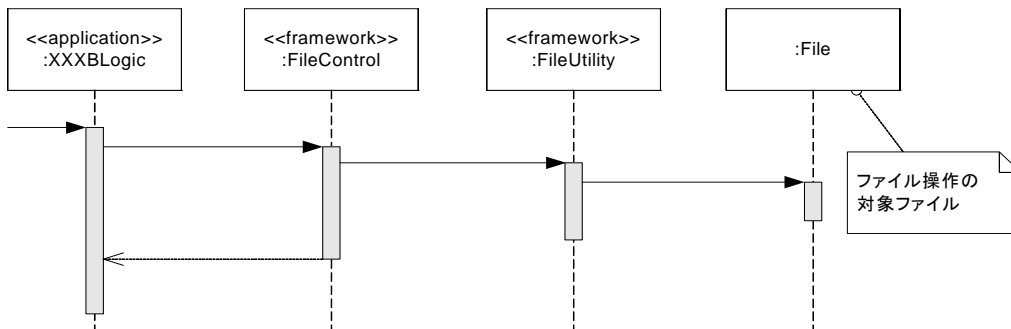 <<application>>
:XXXBLogic
<<framework>>
:FileControl
<<framework>>
:FileUtility
:File
ファイル操作の
対象ファイル